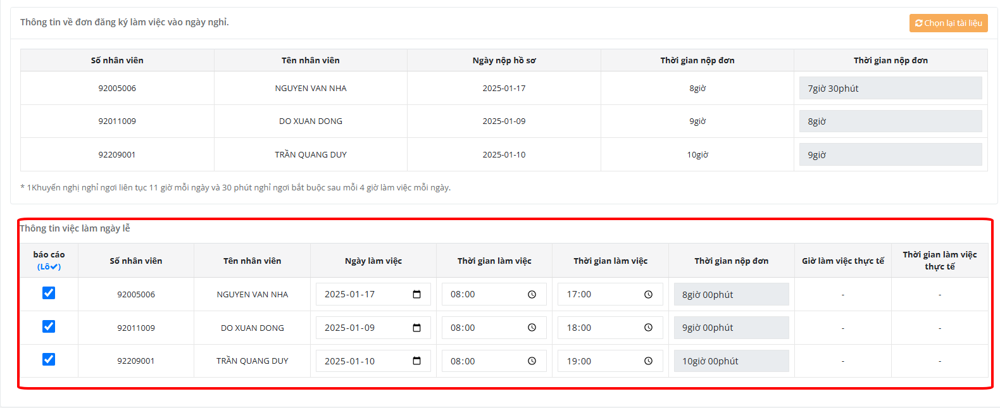 Thông tin về đơn đăng ký làm việc vào ngày nghỉ.
Chọn lại tài liệu
Số nhân viên Tên nhân viên Ngày nộp hồ sơ Thời gian nộp đơn Thời gian nộp đơn
92005006 NGUYEN VAN NHA 2025-01-17 8giờ 7giờ 30phút
92011009 DO XUAN DONG 2025-01-09 9giờ 8giờ
92209001 TRẦN QUANG DUY 2025-01-10 10giờ 9giờ
* 1Khuyến nghị nghỉ ngơi liên tục 11 giờ mỗi ngày và 30 phút nghỉ ngơi bắt buộc sau mỗi 4 giờ làm việc mỗi ngày.
Thông tin việc làm ngày lễ
báo cáo
(Lô✔) Số nhân viên Tên nhân viên Ngày làm việc Thời gian làm việc Thời gian làm việc Thời gian nộp đơn Giờ làm việc thực tế Thời gian làm việc
thực tế
92005006 NGUYEN VAN NHA 2025-01-17 08:00 17:00 8giờ 00phút - -
92011009 DO XUAN DONG 2025-01-09 08:00 18:00 9giờ 00phút - -
92209001 TRẦN QUANG DUY 2025-01-10 08:00 19:00 10giờ 00phút - -